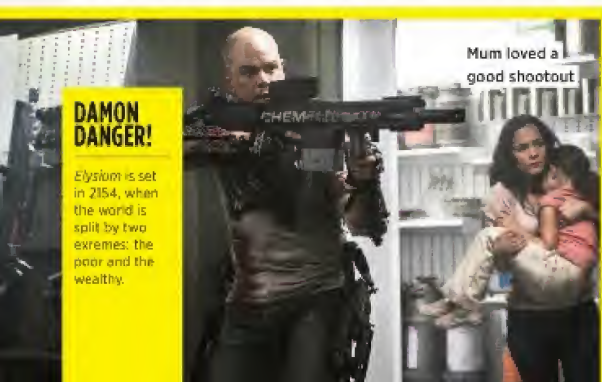 Mum loved a
good shootout
DAMON
DANGER!
Elysiom is set
in 2154, when
the world is
split by two
exremes: the
poor and the
wealthy.